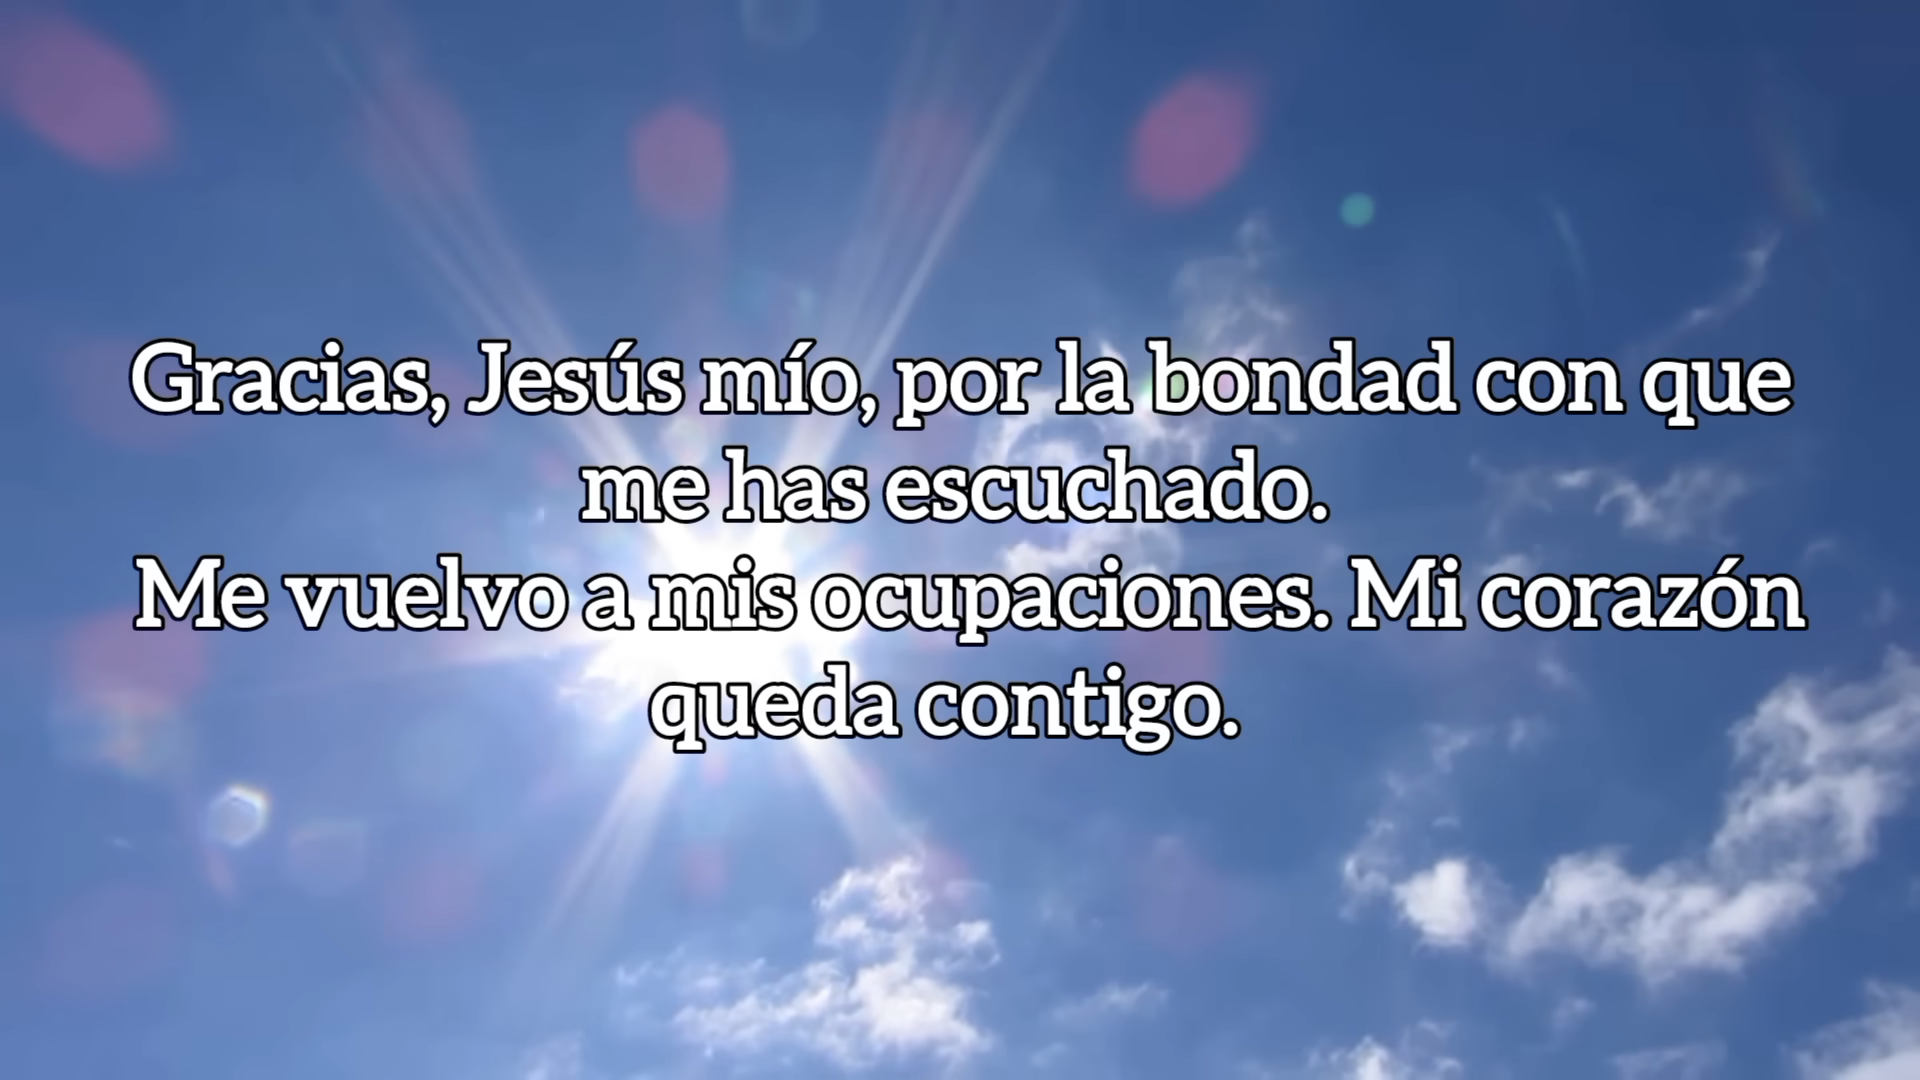 Gracias, Jesús mío, por la bondad con que
me has escuchado.
Me vuelvo a mis ocupaciones. Mi corazón
queda contigo.